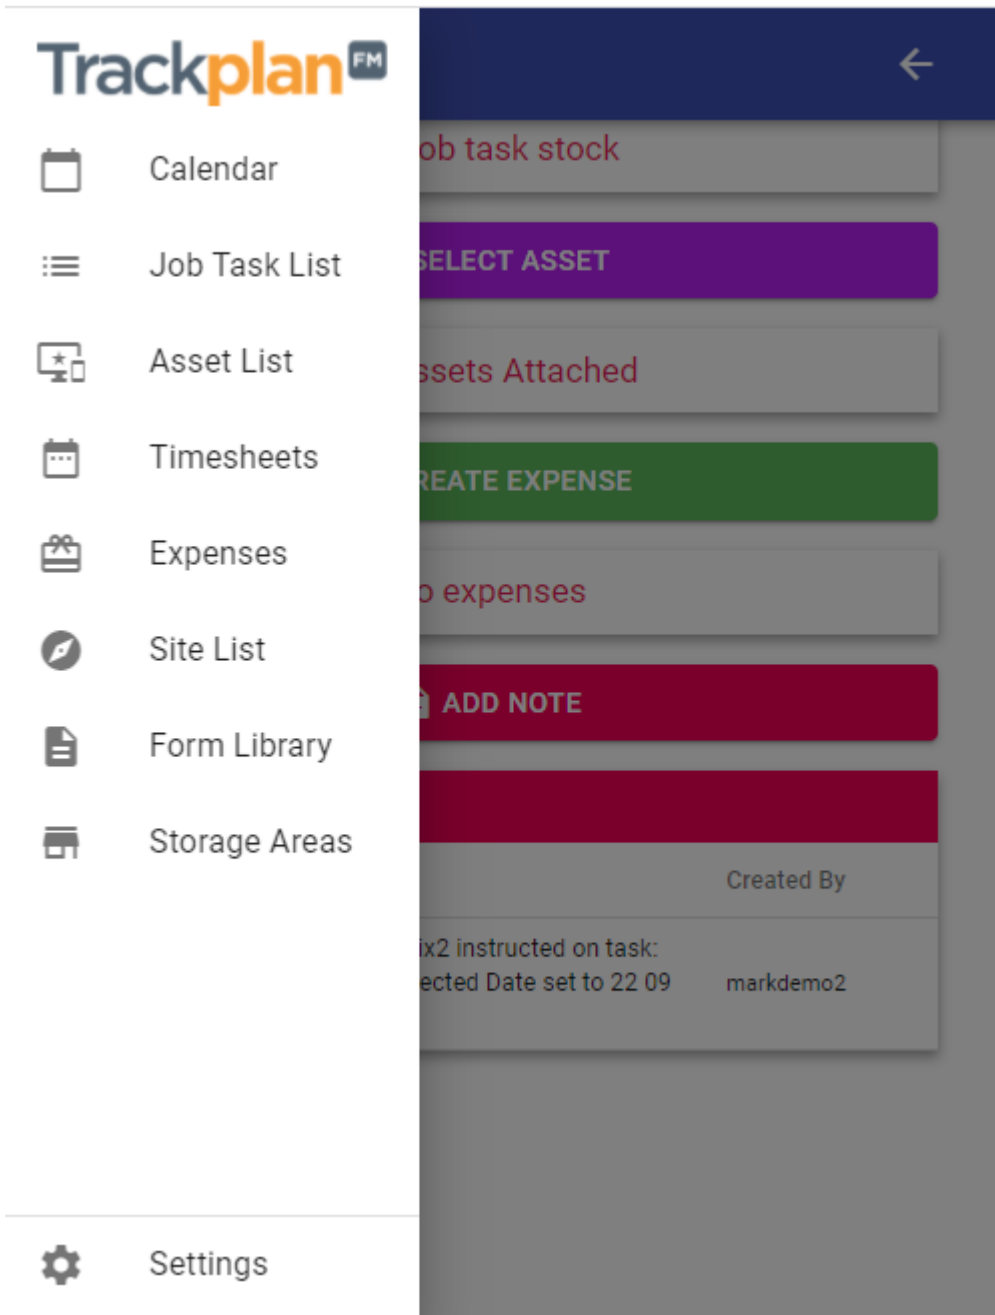 Trackplan FM
Calendar
Job Task List
Asset List
Timesheets
Expenses
Site List
Form Library
Storage Areas
Settings
ob task stock
SELECT ASSET
ssets Attached
REATE EXPENSE
o expenses
ADD NOTE
Created By
ix2 instructed on task:
ected Date set to 22 09
markdemo2